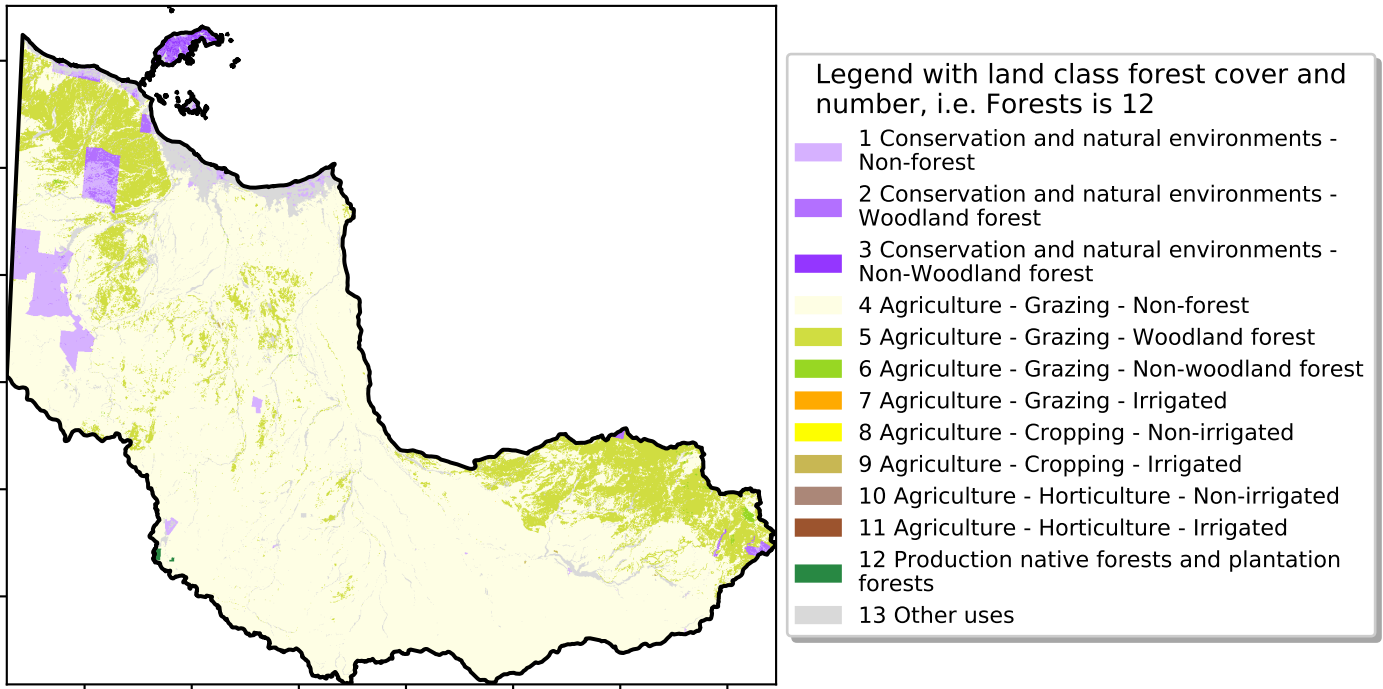 Legend with land class forest cover and
number, i.e. Forests is 12
1 Conservation and natural environments -
Non-forest
2 Conservation and natural environments -
Woodland forest
3 Conservation and natural environments -
Non-Woodland forest
4 Agriculture - Grazing - Non-forest
5 Agriculture - Grazing - Woodland forest
6 Agriculture - Grazing - Non-woodland forest
7 Agriculture - Grazing - Irrigated
8 Agriculture - Cropping - Non-irrigated
9 Agriculture - Cropping - Irrigated
10 Agriculture - Horticulture - Non-irrigated
11 Agriculture - Horticulture - Irrigated
12 Production native forests and plantation
forests
13 Other uses